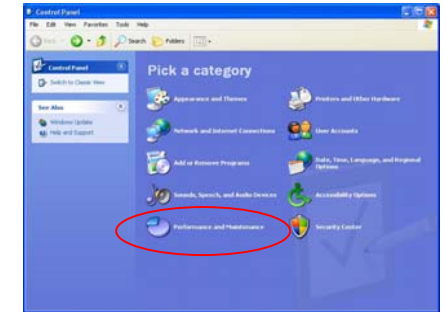 Control Panel
File Edit View Favorites Tools Help
Back Search Folders
Control Panel
Switch to Classic View
See Also
Windows Update
Help and Support
Pick a category
Appearance and Themes
Printers and Other Hardware
Network and Internet Connections
User Accounts
Add or Remove Programs
Date, Time, Language, and Regional
Options
Sounds, Speech, and Audio Devices
Accessibility Options
Performance and Maintenance
Security Center